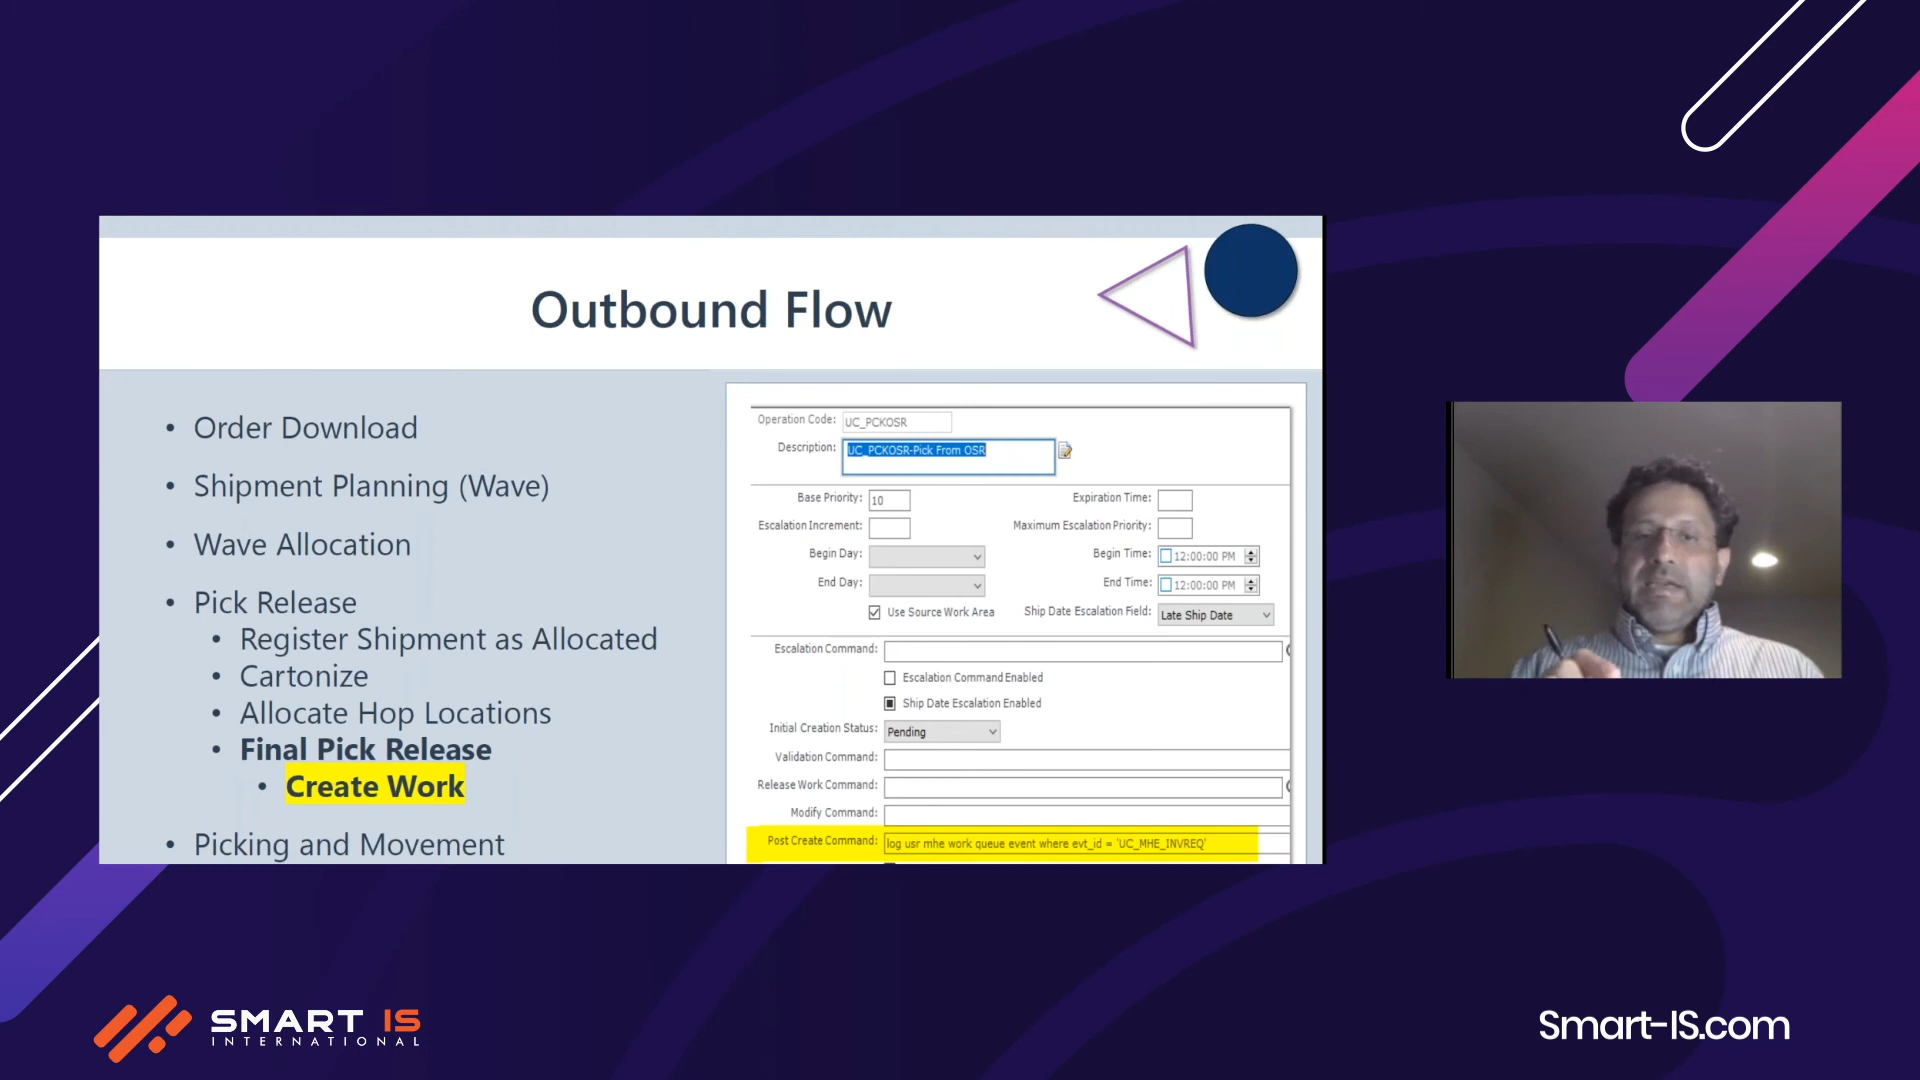 Outbound Flow
• Order Download
• Shipment Planning (Wave)
• Wave Allocation
• Pick Release
• Register Shipment as Allocated
• Cartonize
• Allocate Hop Locations
• Final Pick Release
• Create Work
• Picking and Movement
Operation Code: UC_PCKOSR
Description: UC_PCKOSR-Pick From OSR
Base Priority: 10 Expiration Time:
Escalation Increment: Maximum Escalation Priority:
Begin Day: Begin Time: 12:00:00 PM
End Day: End Time: 12:00:00 PM
Use Source Work Area Ship Date Escalation Field: Late Ship Date
Escalation Command:
Escalation Command Enabled
Ship Date Escalation Enabled
Initial Creation Status: Pending
Validation Command:
Release Work Command:
Modify Command:
Post Create Command: log usr mhe work queue event where evt_id = 'UC_MHE_INVREQ'
SMART IS
INTERNATIONAL
Smart-IS.com